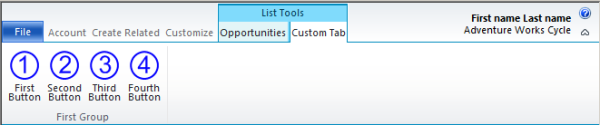 List Tools
First name Last name
File Account Create Related Customize Opportunities Custom Tab Adventure Works Cycle
1 2 3 4
First Second Third Fourth
Button Button Button Button
First Group